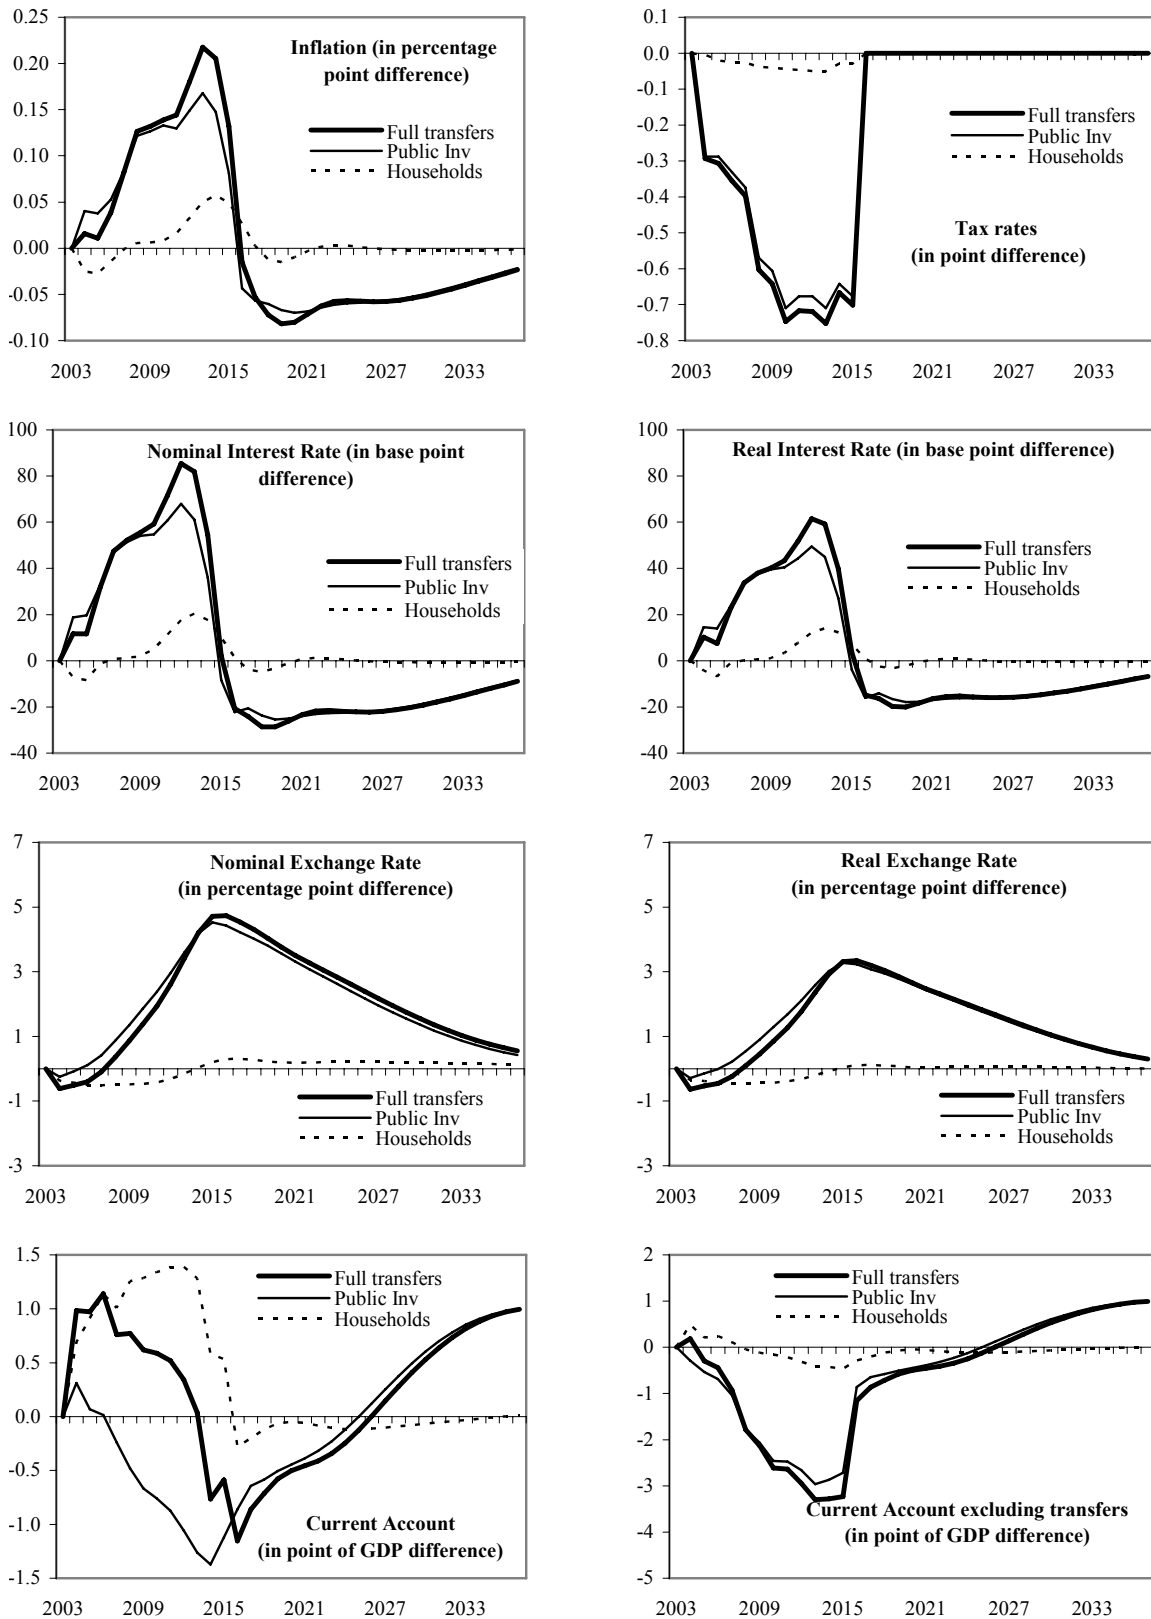 0.25
0.20
0.15
0.10
0.05
0.00
-0.05
-0.10
Inflation (in percentage
point difference)
Full transfers
Public Inv
Households
2003 2009 2015 2021 2027 2033
0.1
0.0
-0.1
-0.2
-0.3
-0.4
-0.5
-0.6
-0.7
-0.8
Full transfers
Public Inv
Households
Tax rates
(in point difference)
2003 2009 2015 2021 2027 2033
100
80
60
40
20
0
-20
-40
Nominal Interest Rate (in base point
difference)
Full transfers
Public Inv
Households
2003 2009 2015 2021 2027 2033
100
80
60
40
20
0
-20
-40
Real Interest Rate (in base point difference)
Full transfers
Public Inv
Households
2003 2009 2015 2021 2027 2033
7
5
3
1
-1
-3
Nominal Exchange Rate
(in percentage point difference)
Full transfers
Public Inv
Households
2003 2009 2015 2021 2027 2033
7
5
3
1
-1
-3
Real Exchange Rate
(in percentage point difference)
Full transfers
Public Inv
Households
2003 2009 2015 2021 2027 2033
1.5
1.0
0.5
0.0
-0.5
-1.0
-1.5
Full transfers
Public Inv
Households
Current Account
(in point of GDP difference)
2003 2009 2015 2021 2027 2033
2
1
0
-1
-2
-3
-4
-5
Full transfers
Public Inv
Households
Current Account excluding transfers
(in point of GDP difference)
2003 2009 2015 2021 2027 2033